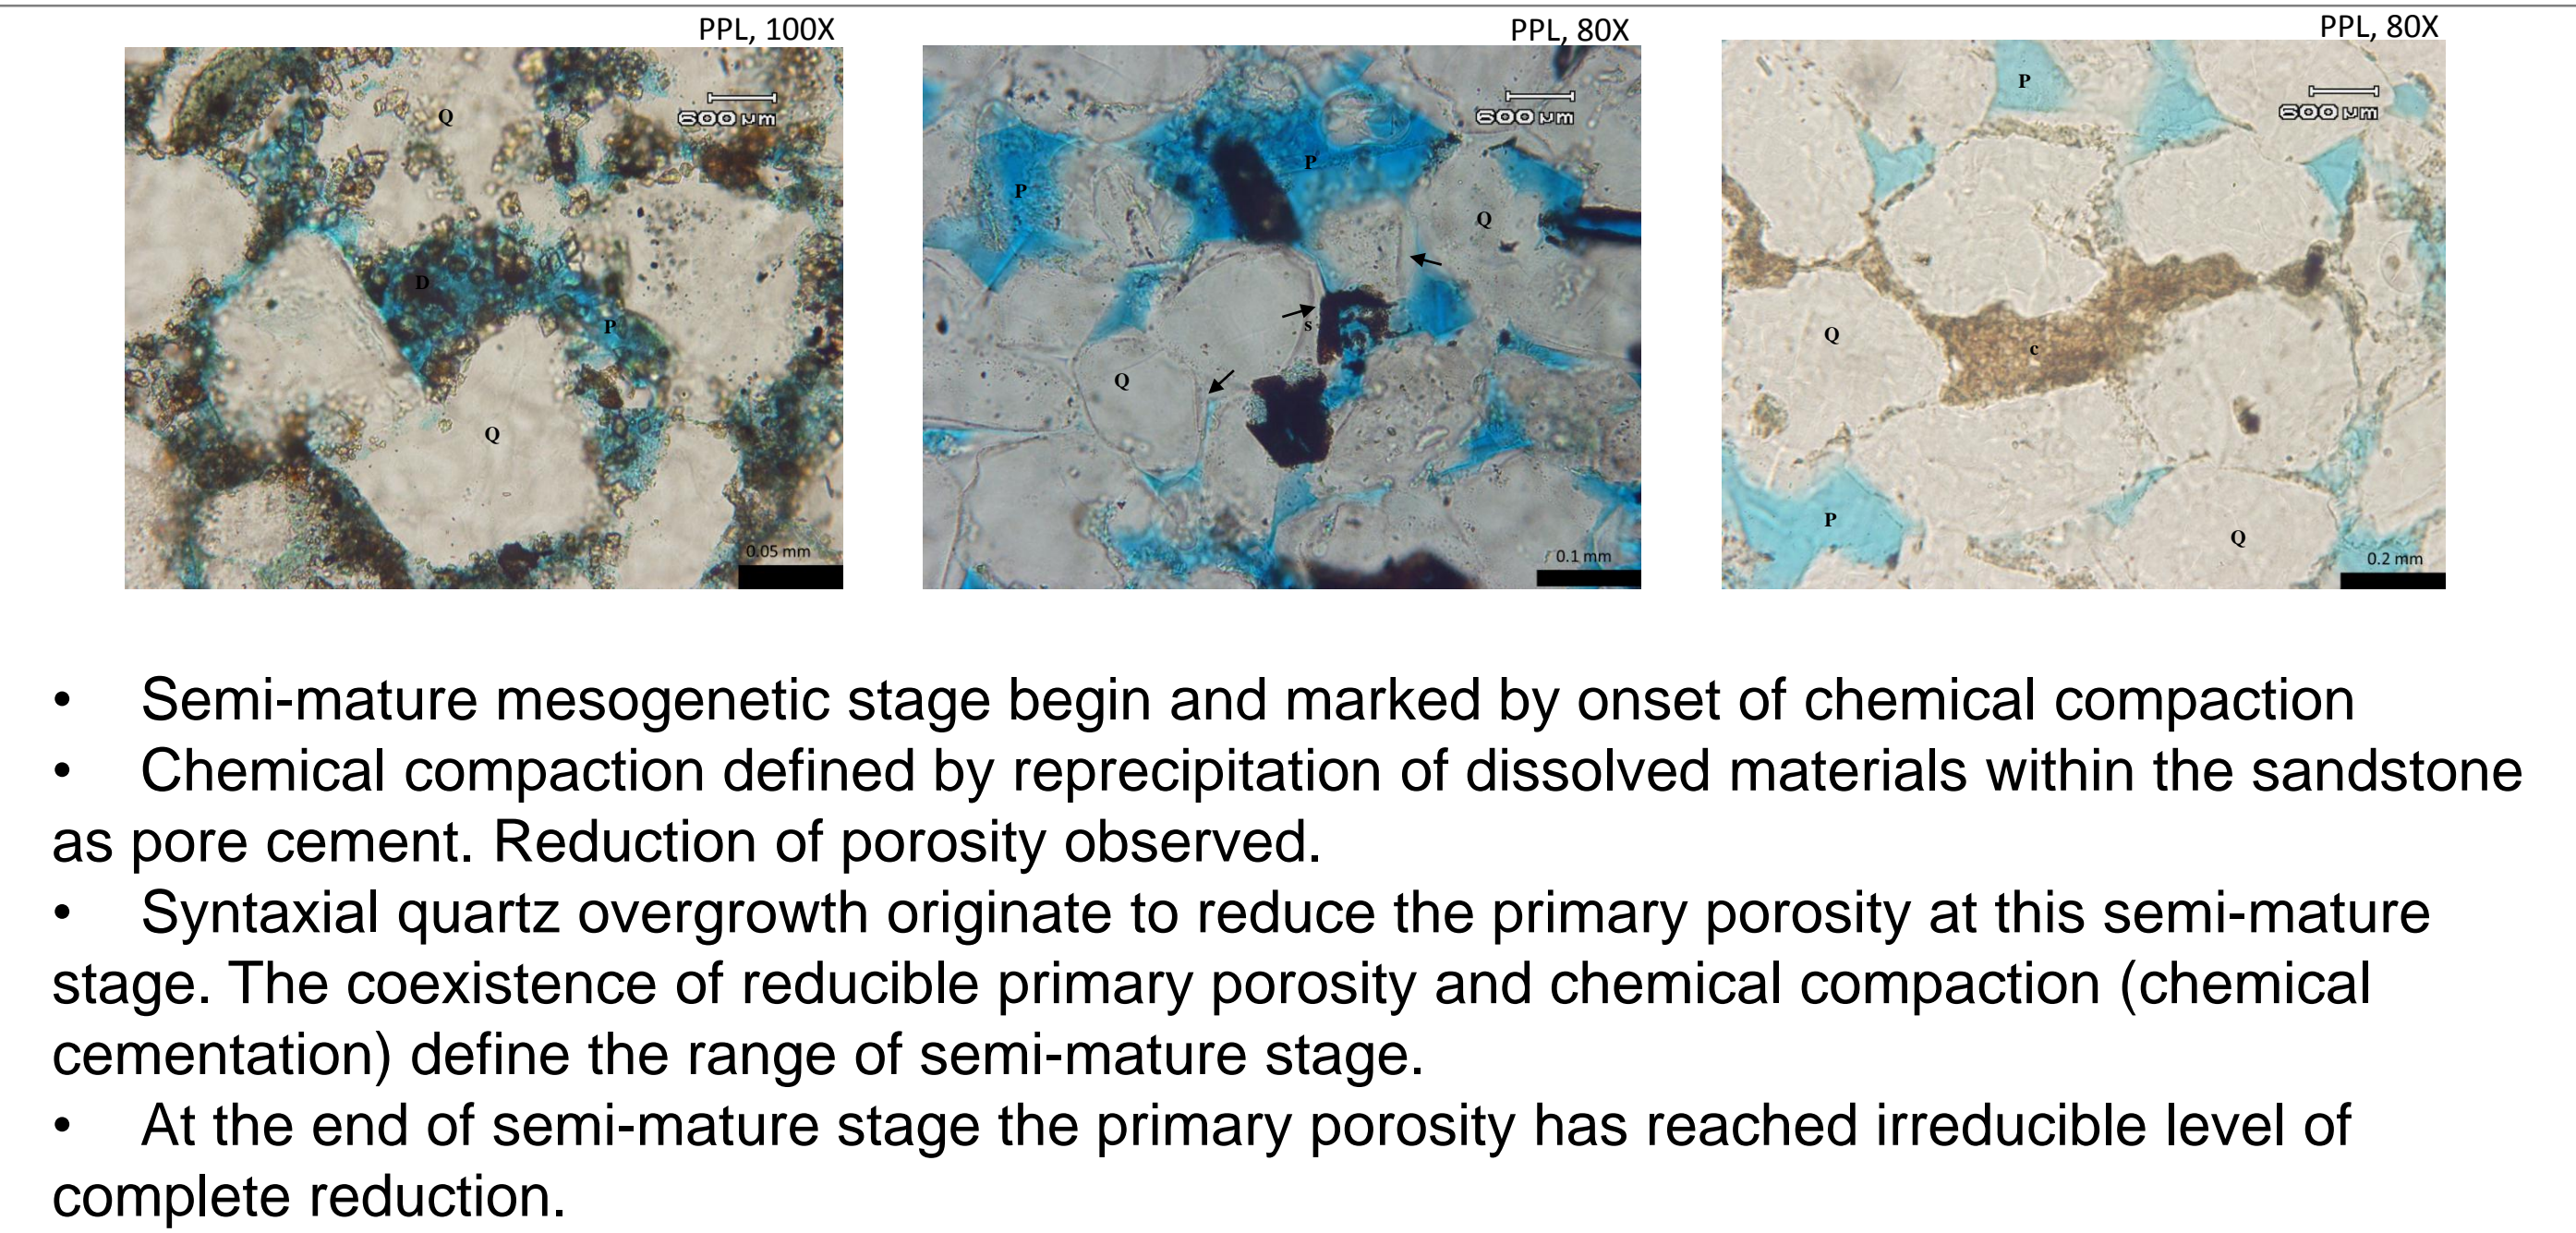 PPL, 100X
PPL, 80X
PPL, 80X
Q
600 µm
D
P
Q
0.05 mm
600 µm
P
P
Q
s
Q
0.1 mm
P
600 µm
Q
c
P
Q
0.2 mm
• Semi-mature mesogenetic stage begin and marked by onset of chemical compaction
• Chemical compaction defined by reprecipitation of dissolved materials within the sandstone
as pore cement. Reduction of porosity observed.
• Syntaxial quartz overgrowth originate to reduce the primary porosity at this semi-mature
stage. The coexistence of reducible primary porosity and chemical compaction (chemical
cementation) define the range of semi-mature stage.
• At the end of semi-mature stage the primary porosity has reached irreducible level of
complete reduction.